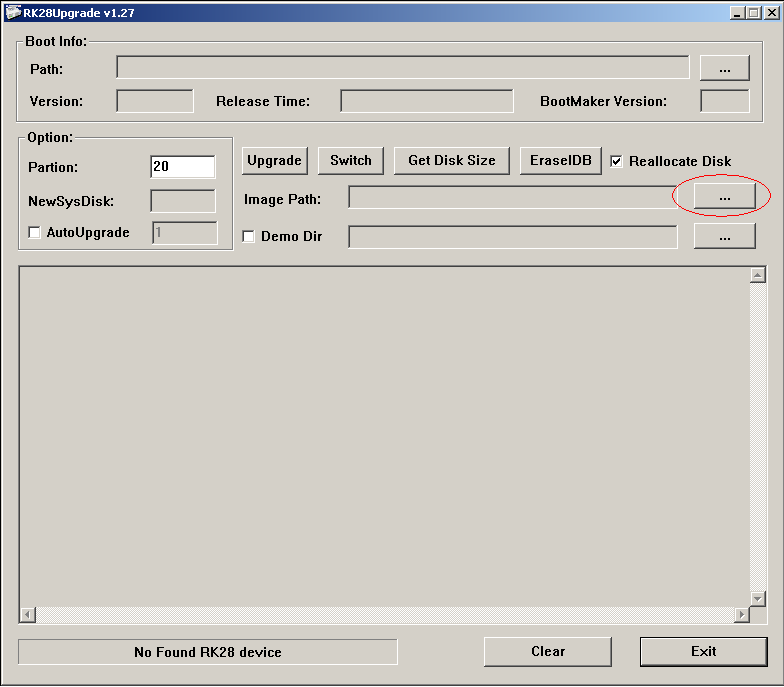 RK28Upgrade v1.27
Boot Info:
Path:
...
Version:
Release Time:
BootMaker Version:
Option:
Partion:
20
NewSysDisk:
AutoUpgrade
1
Upgrade
Switch
Get Disk Size
EraseIDB
Reallocate Disk
Image Path:
...
Demo Dir
...
No Found RK28 device
Clear
Exit